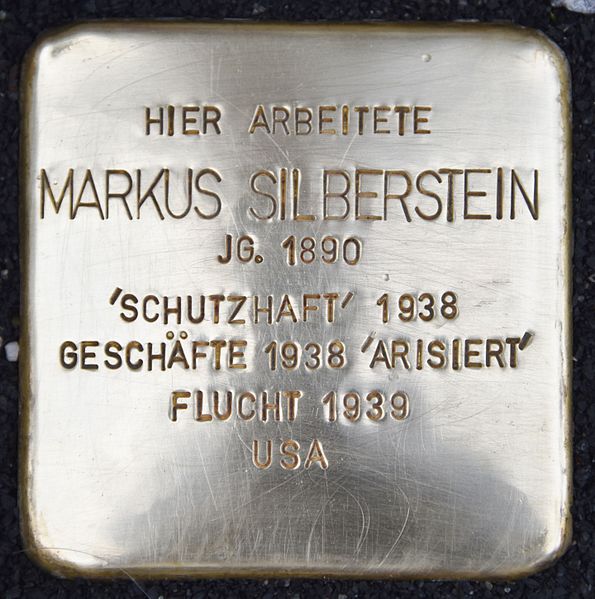 HIER ARBEITETE
MARKUS SILBERSTEIN
JG. 1890
'SCHUTZHAFT' 1938
GESCHÄFTE 1938 'ARISIERT'
FLUCHT 1939
USA